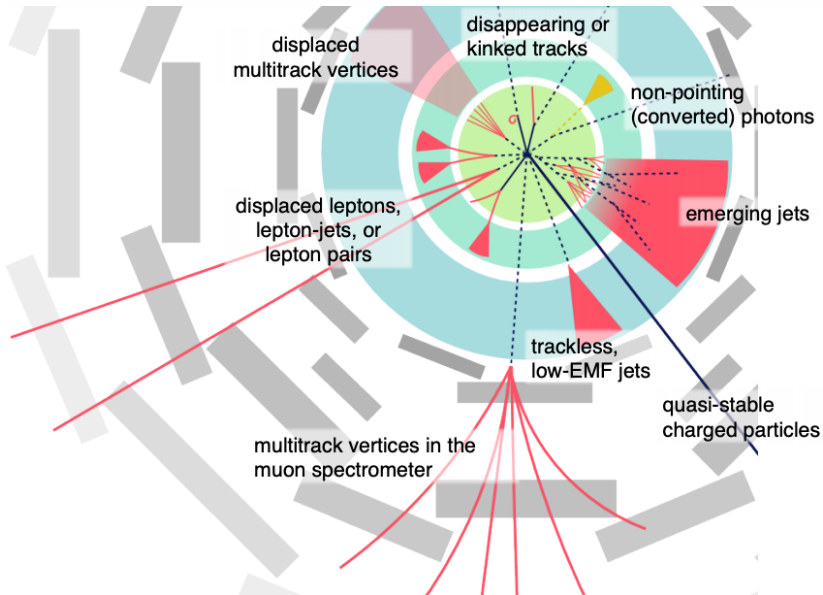 disappearing or
kinked tracks
displaced
multitrack vertices
non-pointing
(converted) photons
displaced leptons,
lepton-jets, or
lepton pairs
emerging jets
trackless,
low-EMF jets
quasi-stable
charged particles
multitrack vertices in the
muon spectrometer